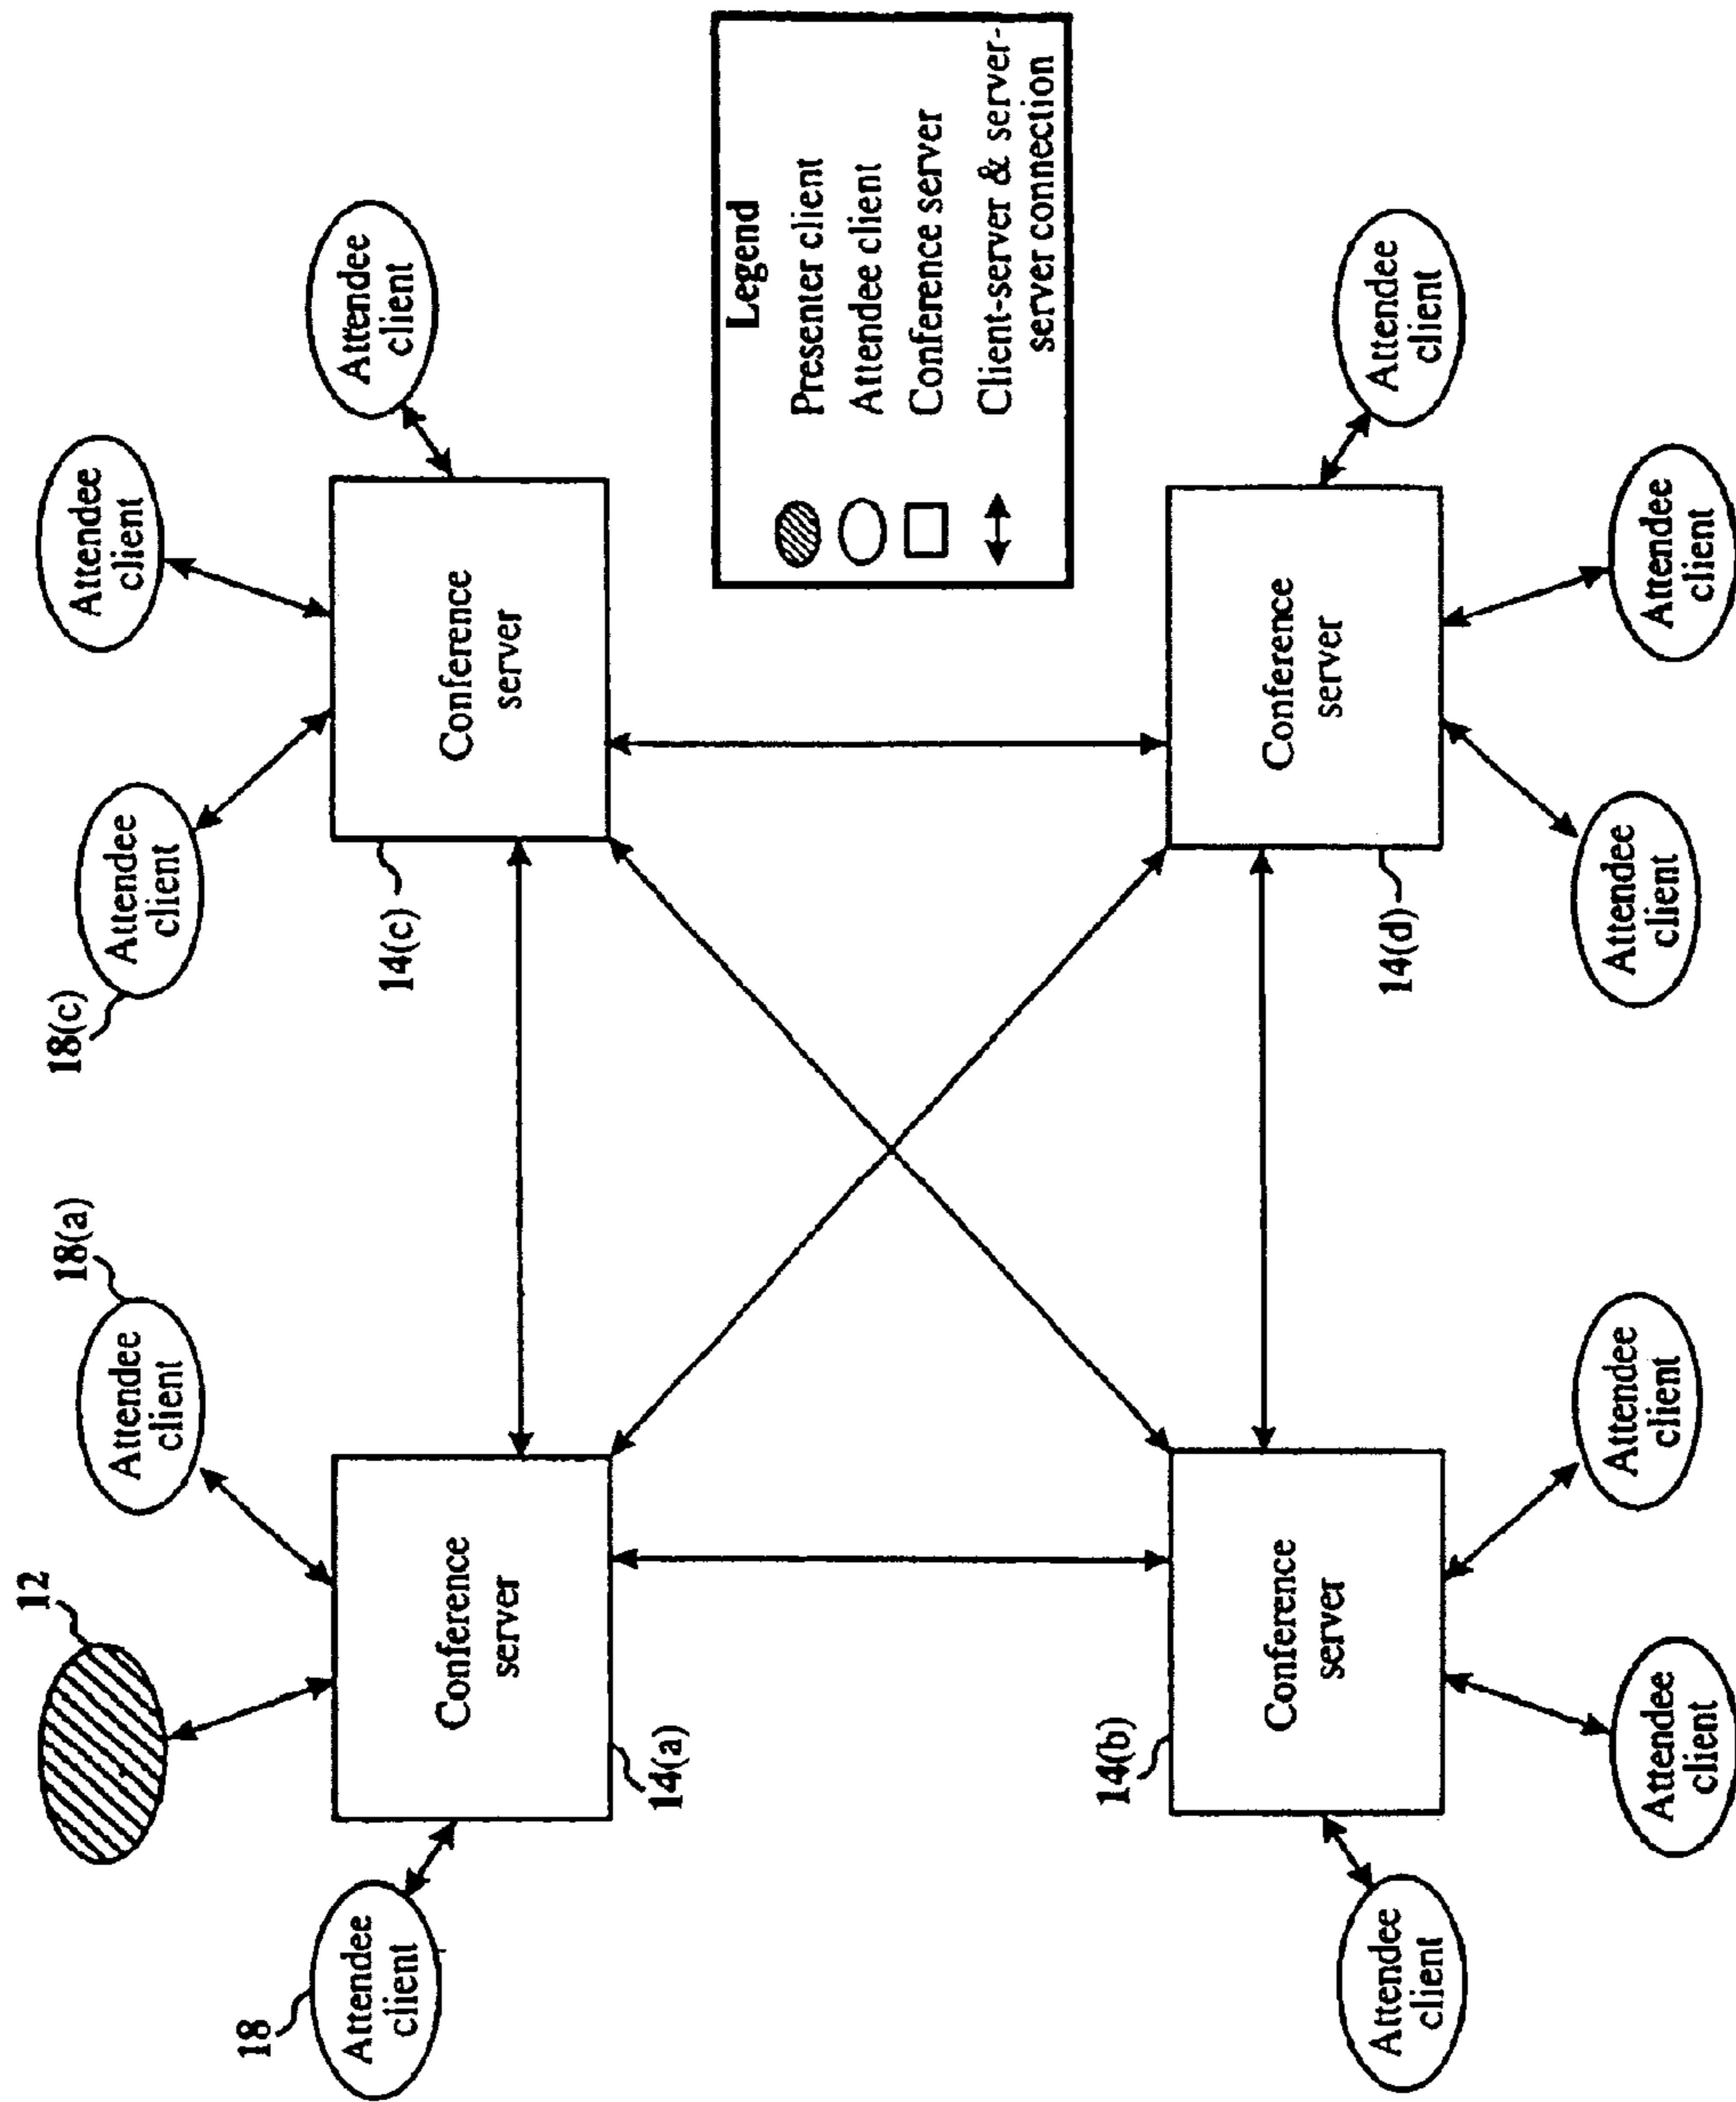 12
18(a)
18(c)
Attendee
client
Attendee
client
Attendee
client
18
Attendee
client
Attendee
client
Conference
server
14(a)
Conference
server
14(c)
Legend
Presenter client
Attendee client
Conference server
Client-server & server-
server connection
14(b)
Conference
server
Conference
server
14(d)
Attendee
client
Attendee
client
Attendee
client
Attendee
client
Attendee
client
Attendee
client